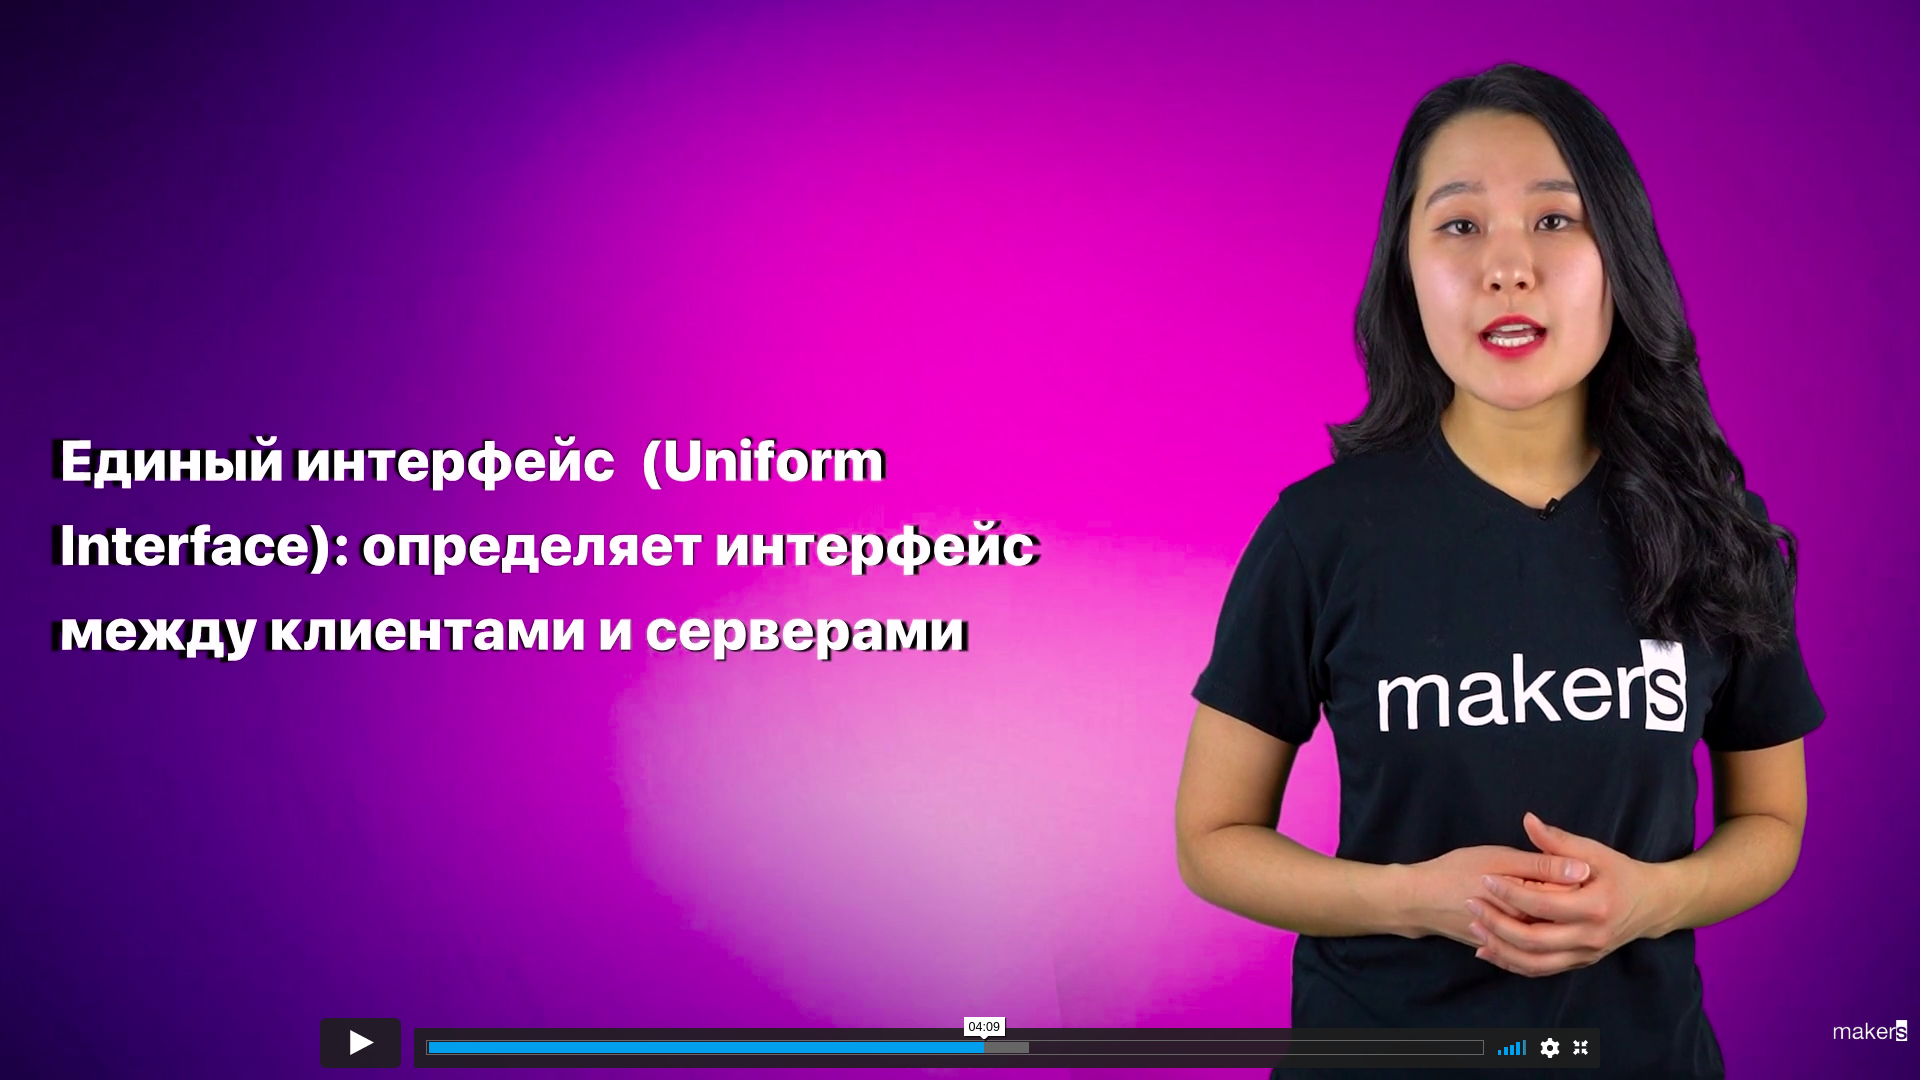 Единый интерфейс (Uniform
Interface): определяет интерфейс
между клиентами и серверами
makers
04:09
makers